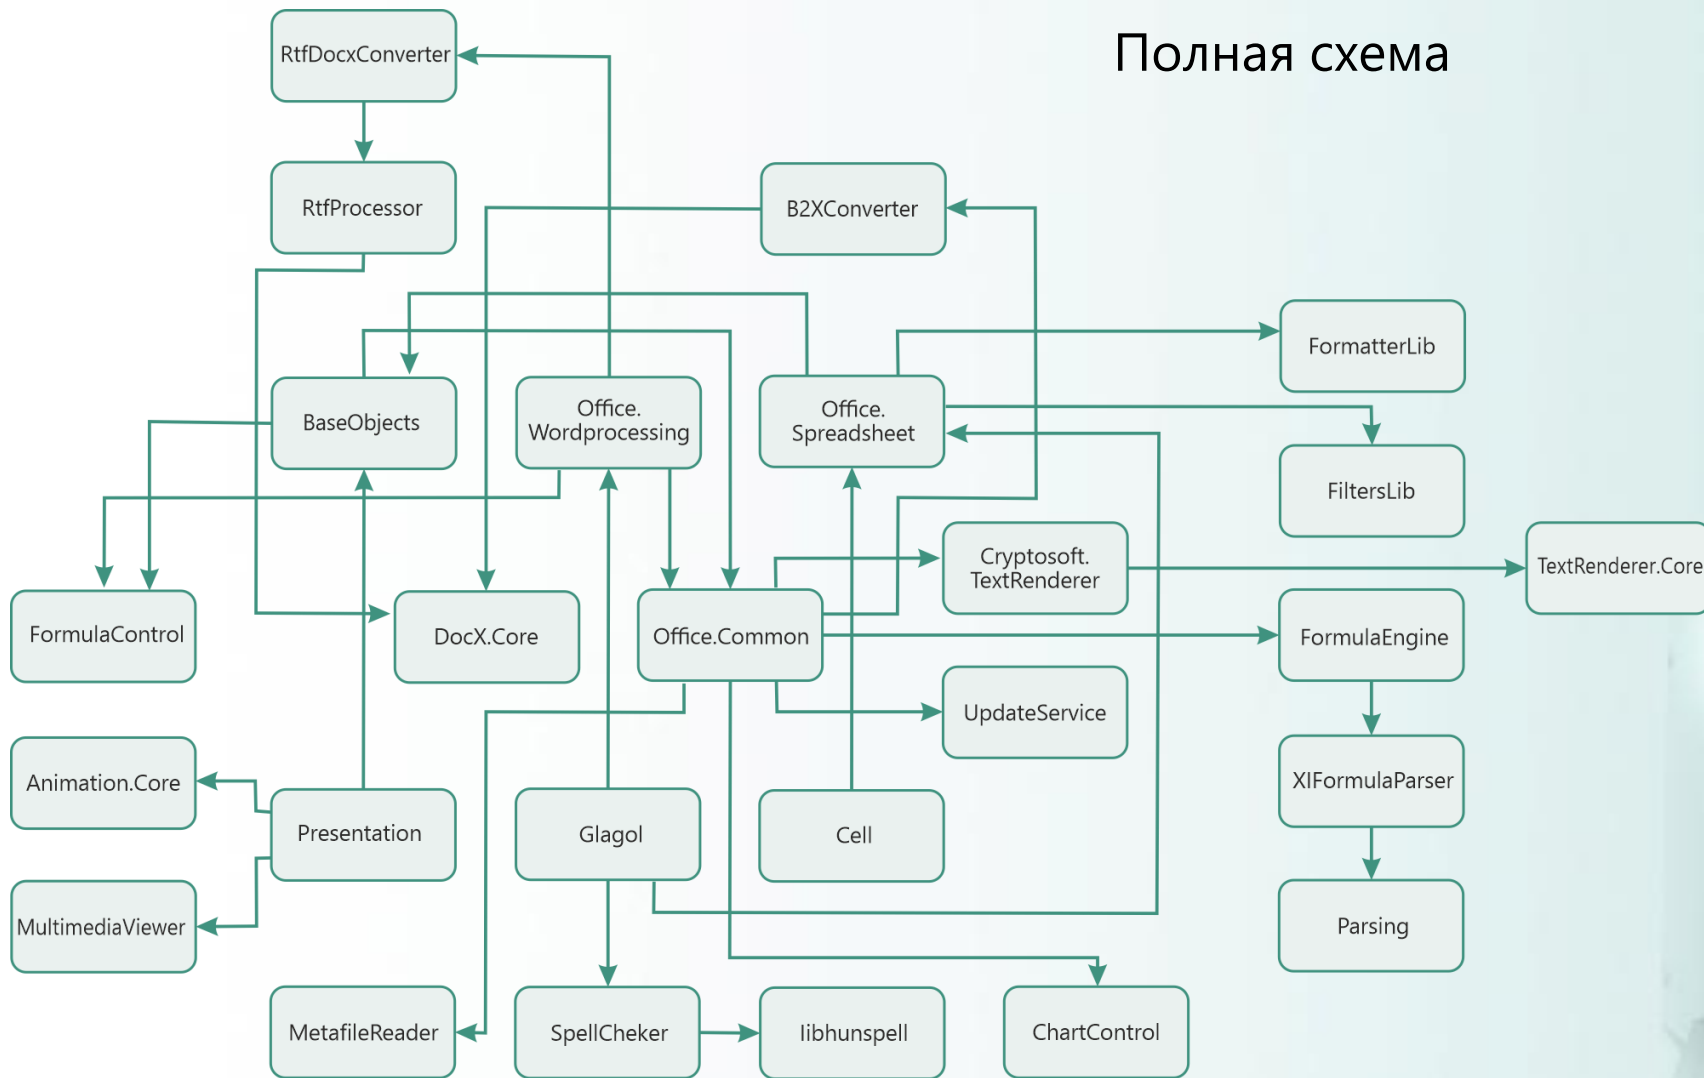 Полная схема
RtfDocxConverter
RtfProcessor
B2XConverter
FormatterLib
BaseObjects
Office.
Wordprocessing
Office.
Spreadsheet
FiltersLib
Cryptosoft.
TextRenderer
TextRenderer.Core
FormulaControl
DocX.Core
Office.Common
FormulaEngine
UpdateService
Animation.Core
XIFormulaParser
Presentation
Glagol
Cell
MultimediaViewer
Parsing
MetafileReader
SpellCheker
libhunspell
ChartControl